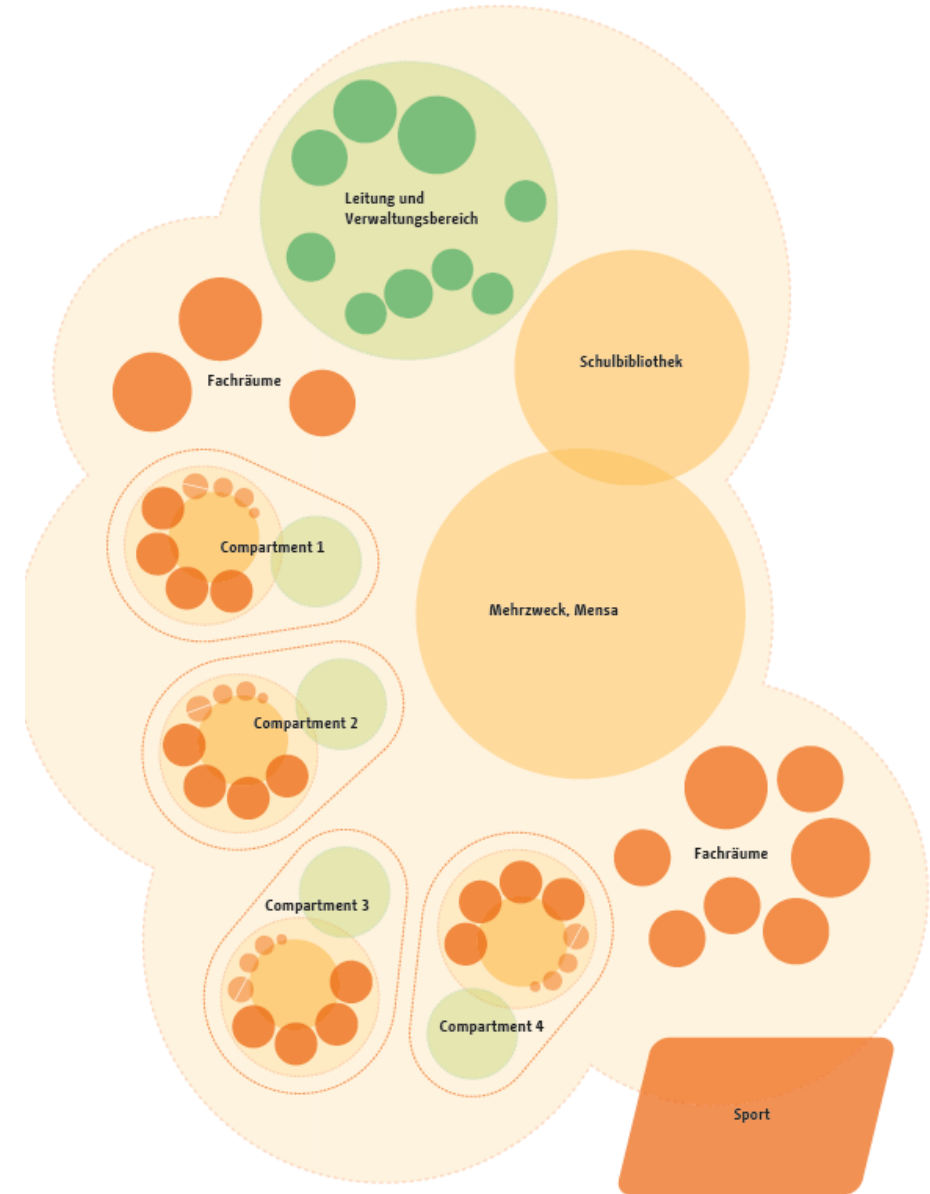 Leitung und
Verwaltungsbereich
Schulbibliothek
Fachräume
Compartment 1
Mehrzweck, Mensa
Compartment 2
Fachräume
Compartment 3
Compartment 4
Sport